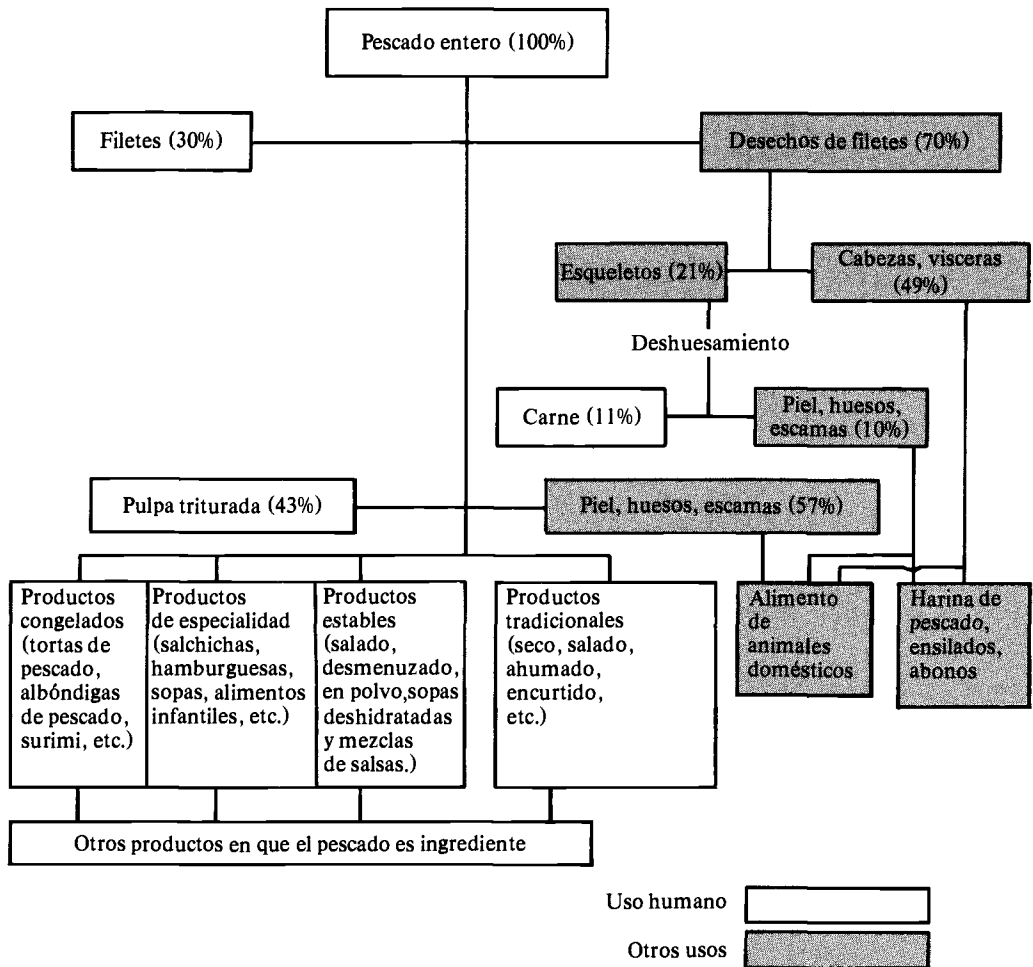 Pescado entero (100%)
Filetes (30%)
Desechos de filetes (70%)
Esqueletos (21%)
Cabezas, visceras
(49%)
Deshuesamiento
Carne (11%)
Piel, huesos,
escamas (10%)
Pulpa triturada (43%)
Piel, huesos, escamas (57%)
Productos
congelados
(tortas de
pescado,
albóndigas
de pescado,
surimi, etc.)
Productos
de especialidad
(salchichas,
hamburguesas,
sopas, alimentos
infantiles, etc.)
Productos
estables
(salado,
desmenuzado,
en polvo,sopas
deshidratadas
y mezclas
de salsas.)
Productos
tradicionales
(seco, salado,
ahumado,
encurtido,
etc.)
Alimento
de
animales
domésticos
Harina de
pescado,
ensilados,
abonos
Otros productos en que el pescado es ingrediente
Uso humano
Otros usos